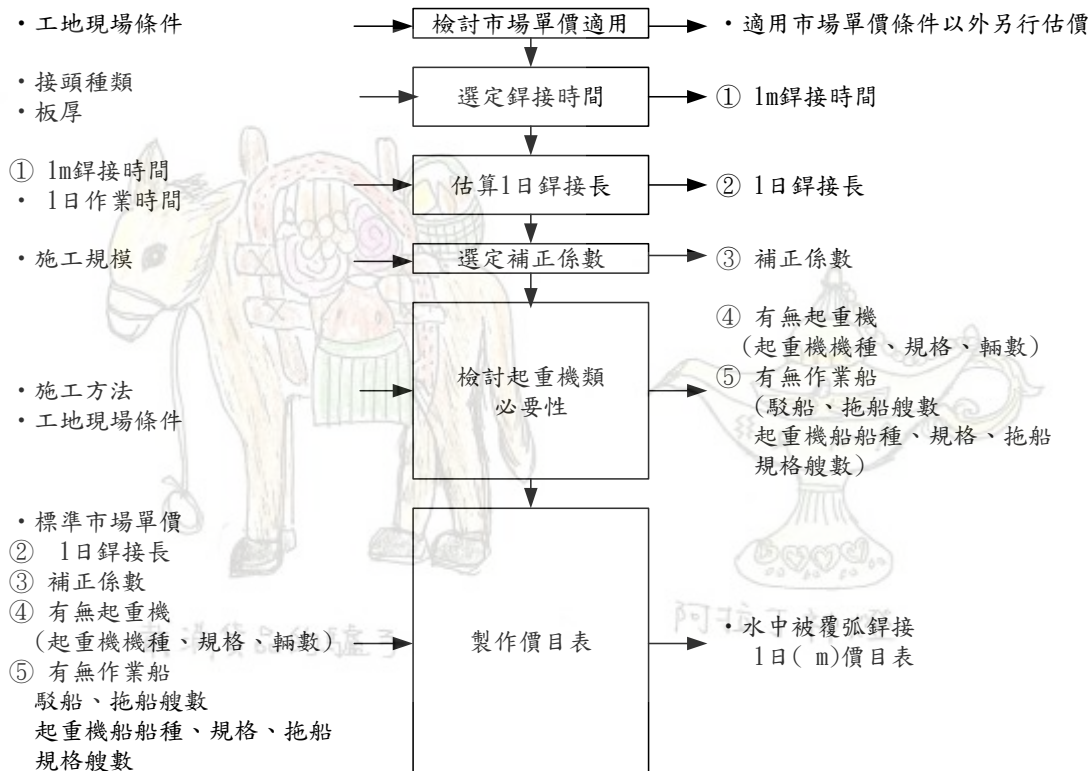 ・工地現場條件
檢討市場單價適用
・適用市場單價條件以外另行估價
・接頭種類
・板厚
選定銲接時間
① 1m銲接時間
① 1m銲接時間
・ 1日作業時間
估算1日銲接長
② 1日銲接長
・施工規模
選定補正係數
③ 補正係數
・施工方法
・工地現場條件
檢討起重機類
必要性
④ 有無起重機
(起重機機種、規格、輛數)
⑤ 有無作業船
(駁船、拖船艘數
起重機船船種、規格、拖船
規格艘數)
・標準市場單價
② 1日銲接長
③ 補正係數
④ 有無起重機
(起重機機種、規格、輛數)
⑤ 有無作業船
駁船、拖船艘數
起重機船船種、規格、拖船
規格艘數
製作價目表
・水中被覆弧銲接
1日( m)價目表
阿拉丁神燈